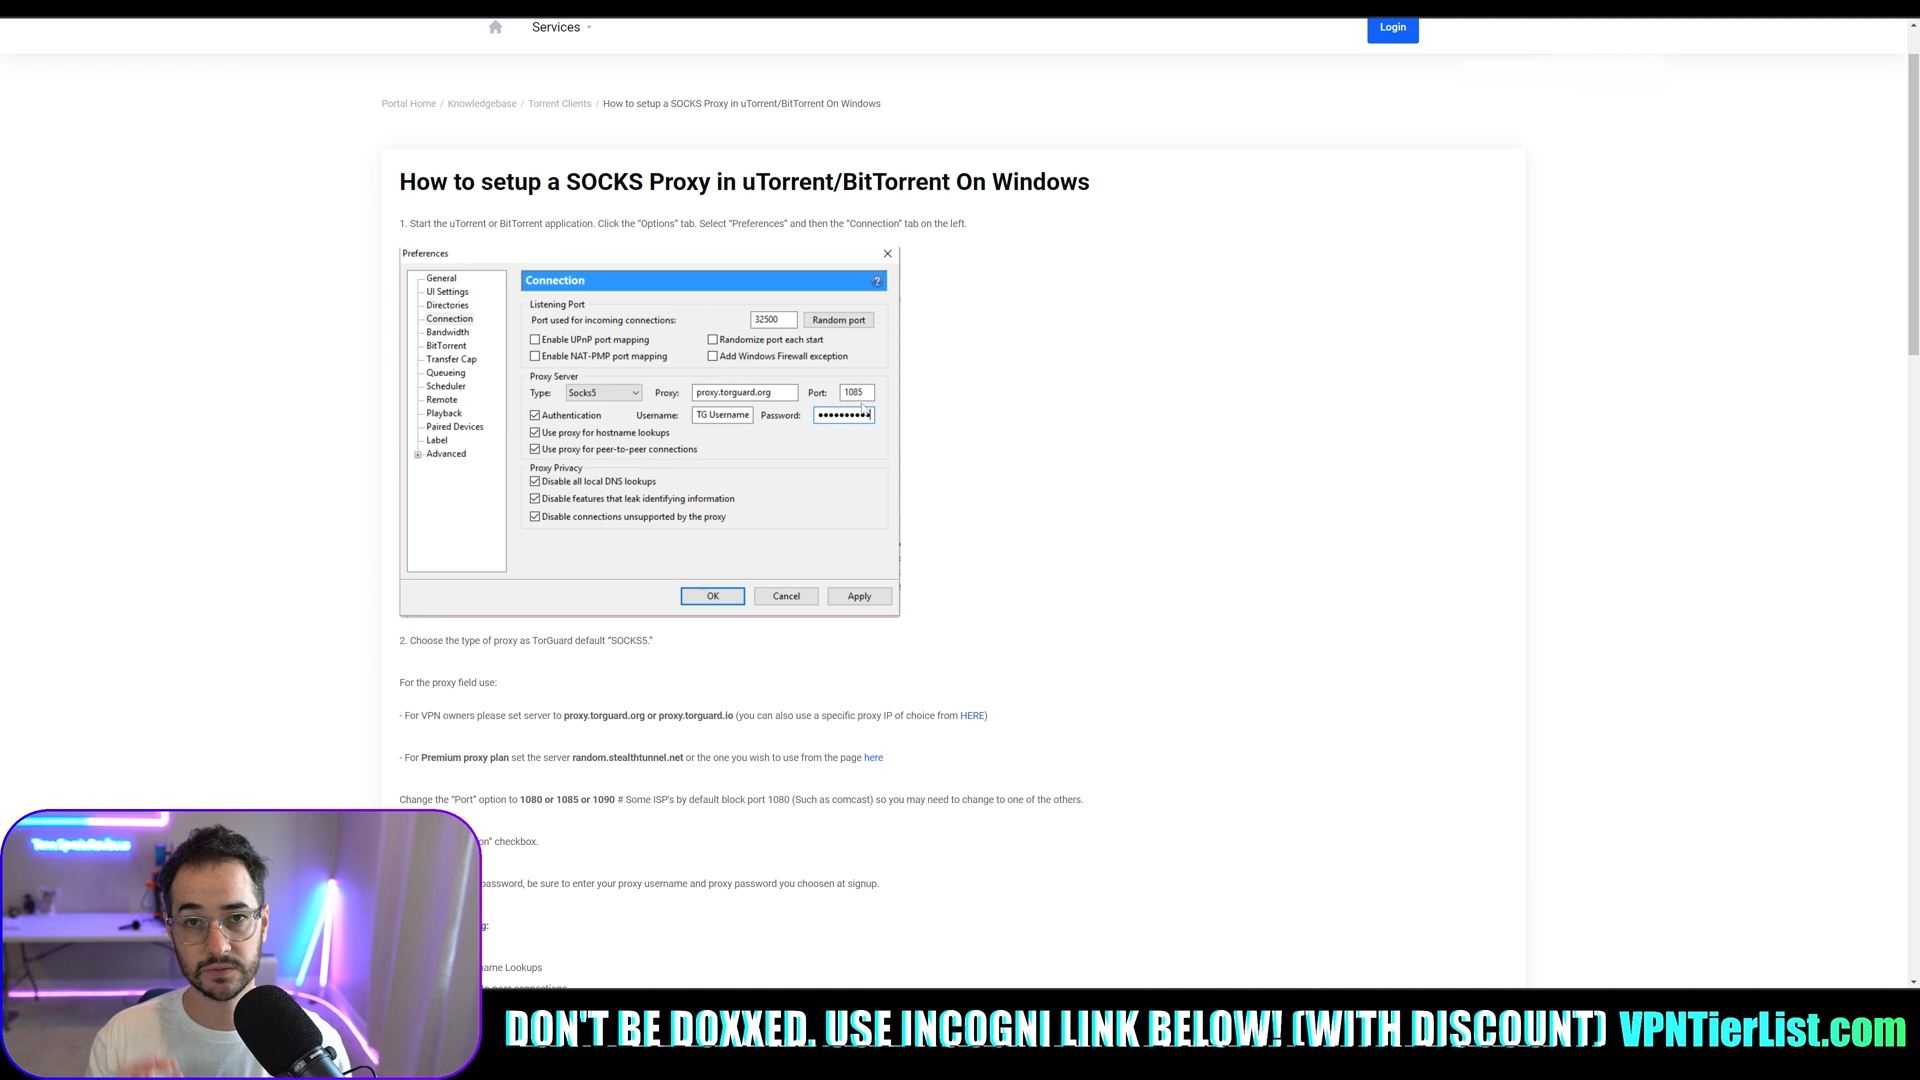 Services
Login
Portal Home / Knowledgebase / Torrent Clients / How to setup a SOCKS Proxy in uTorrent/BitTorrent On Windows
How to setup a SOCKS Proxy in uTorrent/BitTorrent On Windows
1. Start the uTorrent or BitTorrent application. Click the “Options” tab. Select “Preferences” and then the “Connection” tab on the left.
Preferences
General
UI Settings
Directories
Connection
Bandwidth
BitTorrent
Transfer Cap
Queueing
Scheduler
Remote
Playback
Paired Devices
Label
Advanced
Connection ?
Listening Port
Port used for incoming connections: 32500 Random port
Enable UPnP port mapping Randomize port each start
Enable NAT-PMP port mapping Add Windows Firewall exception
Proxy Server
Type: Socks5 Proxy: proxy.torguard.org Port: 1085
Authentication Username: TG Username Password: ●●●●●●●●●●
Use proxy for hostname lookups
Use proxy for peer-to-peer connections
Proxy Privacy
Disable all local DNS lookups
Disable features that leak identifying information
Disable connections unsupported by the proxy
OK Cancel Apply
2. Choose the type of proxy as TorGuard default “SOCKS5.”
For the proxy field use:
- For VPN owners please set server to proxy.torguard.org or proxy.torguard.io (you can also use a specific proxy IP of choice from HERE)
- For Premium proxy plan set the server random.stealthtunnel.net or the one you wish to use from the page here
Change the “Port” option to 1080 or 1085 or 1090 # Some ISP's by default block port 1080 (Such as comcast) so you may need to change to one of the others.
on” checkbox.
password, be sure to enter your proxy username and proxy password you choosen at signup.
g:
ame Lookups
DON'T BE DOXXED. USE INCOGNI LINK BELOW! (WITH DISCOUNT) VPNTierList.com